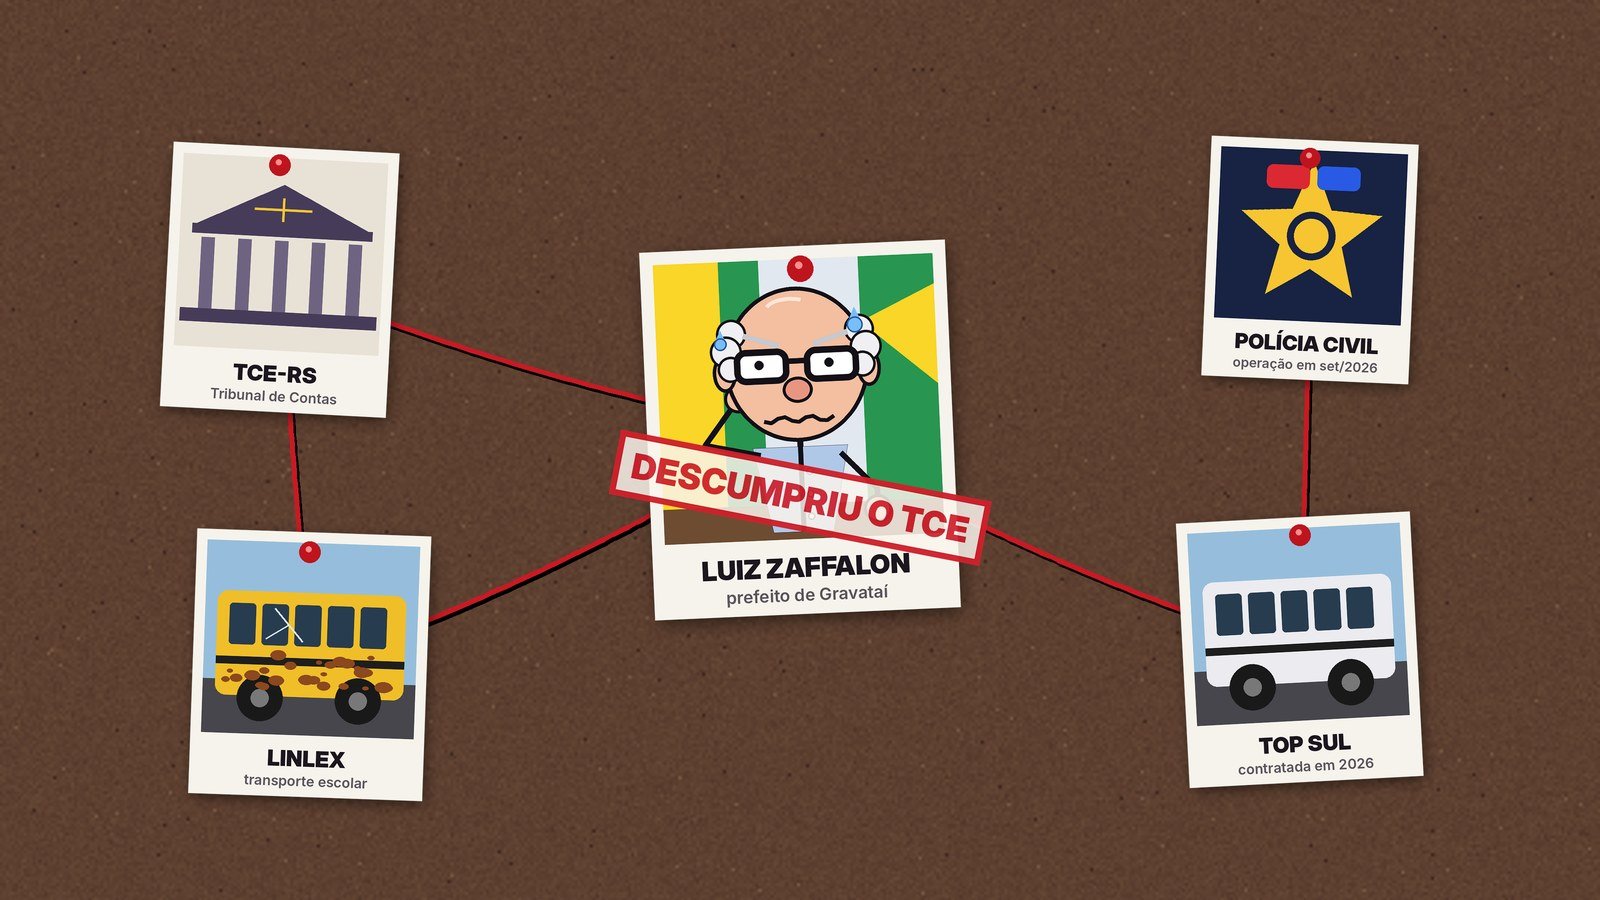 TCE-RS
Tribunal de Contas
POLÍCIA CIVIL
operação em set/2026
DESCUMPRIU O TCE
LUIZ ZAFFALON
prefeito de Gravataí
LINLEX
transporte escolar
TOP SUL
contratada em 2026